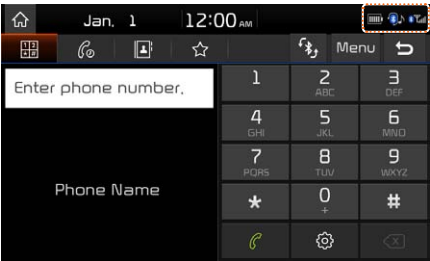 Jan. 1 12:00 AM
Menu
Enter phone number.
Phone Name
1 2 ABC 3 DEF
4 GHI 5 JKL 6 MNO
7 PQRS 8 TUV 9 WXYZ
* 0 + #